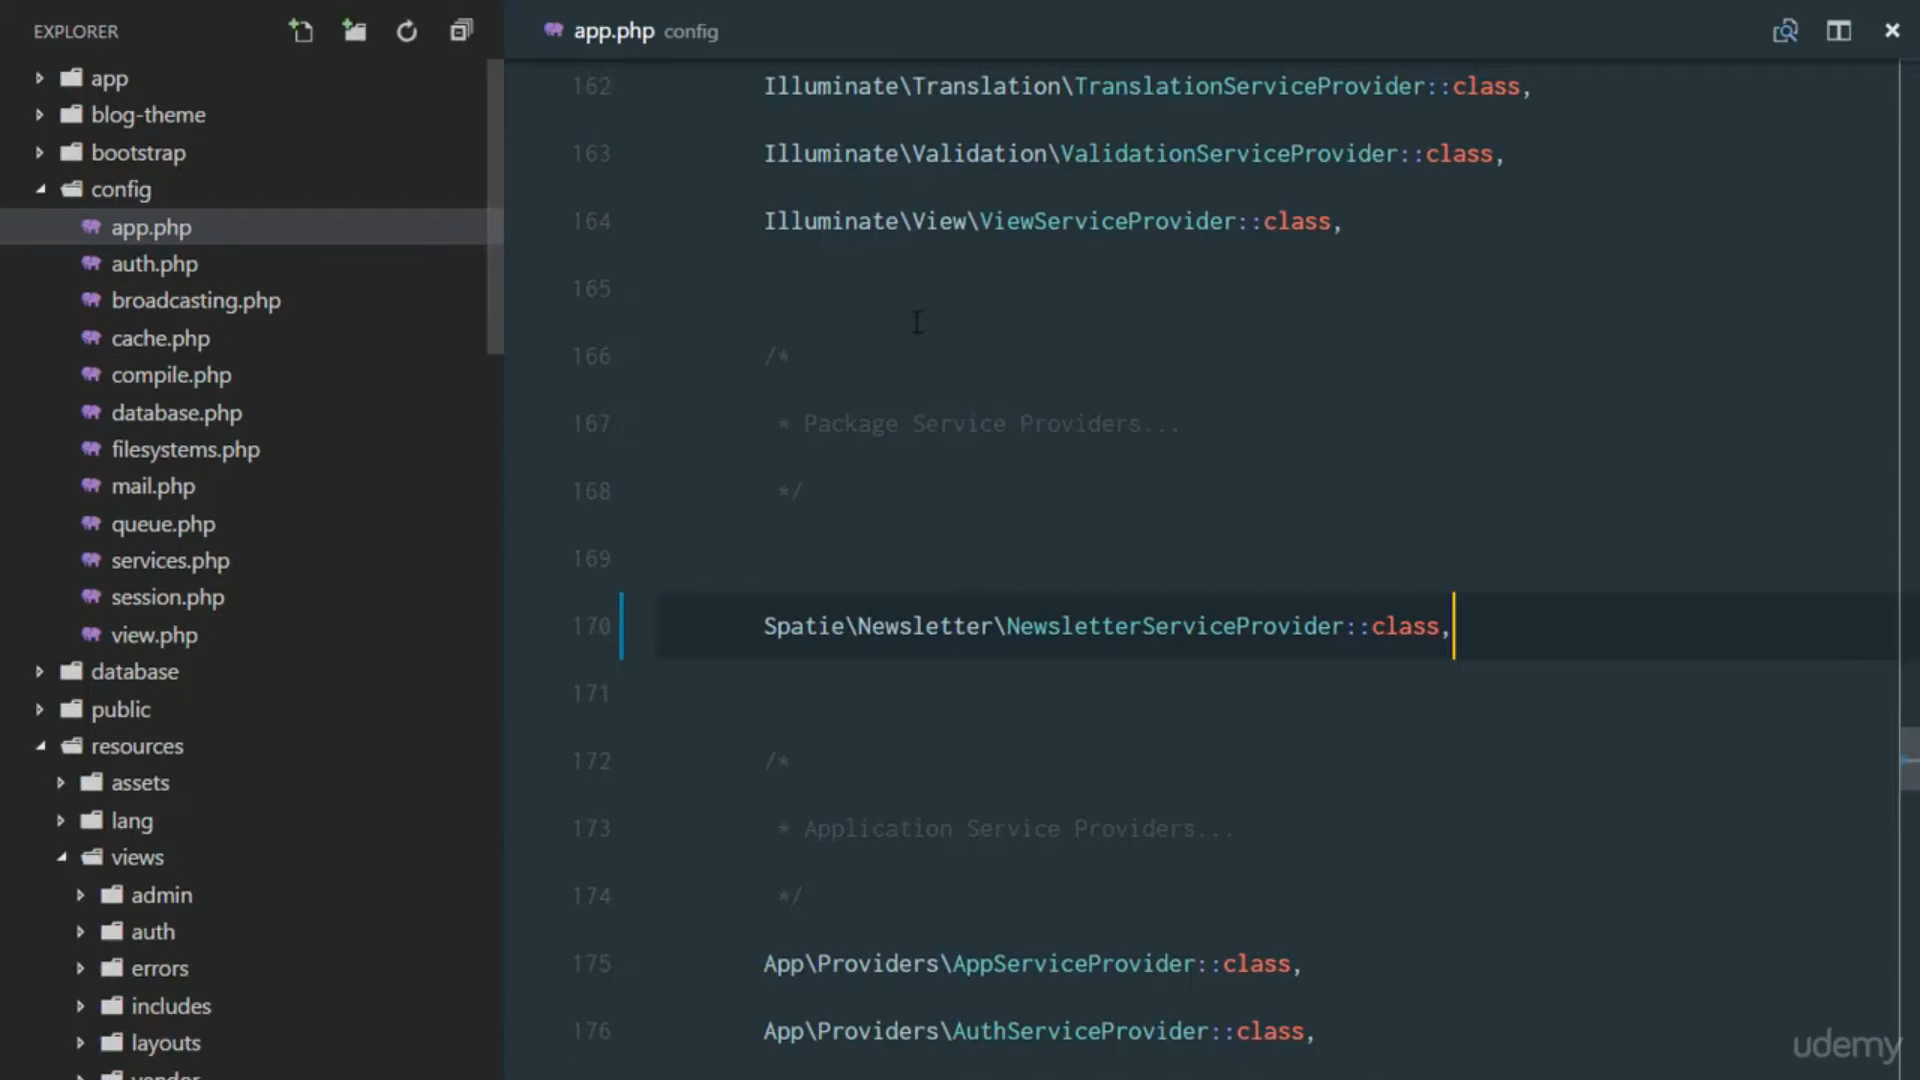 EXPLORER
app
blog-theme
bootstrap
config
app.php
auth.php
broadcasting.php
cache.php
compile.php
database.php
filesystems.php
mail.php
queue.php
services.php
session.php
view.php
database
public
resources
assets
lang
views
admin
auth
errors
includes
layouts
vendor
app.php config
162 Illuminate\Translation\TranslationServiceProvider::class,
163 Illuminate\Validation\ValidationServiceProvider::class,
164 Illuminate\View\ViewServiceProvider::class,
165
166 /*
167 * Package Service Providers...
168 */
169
170 Spatie\Newsletter\NewsletterServiceProvider::class,
171
172 /*
173 * Application Service Providers...
174 */
175 App\Providers\AppServiceProvider::class,
176 App\Providers\AuthServiceProvider::class,
udemy